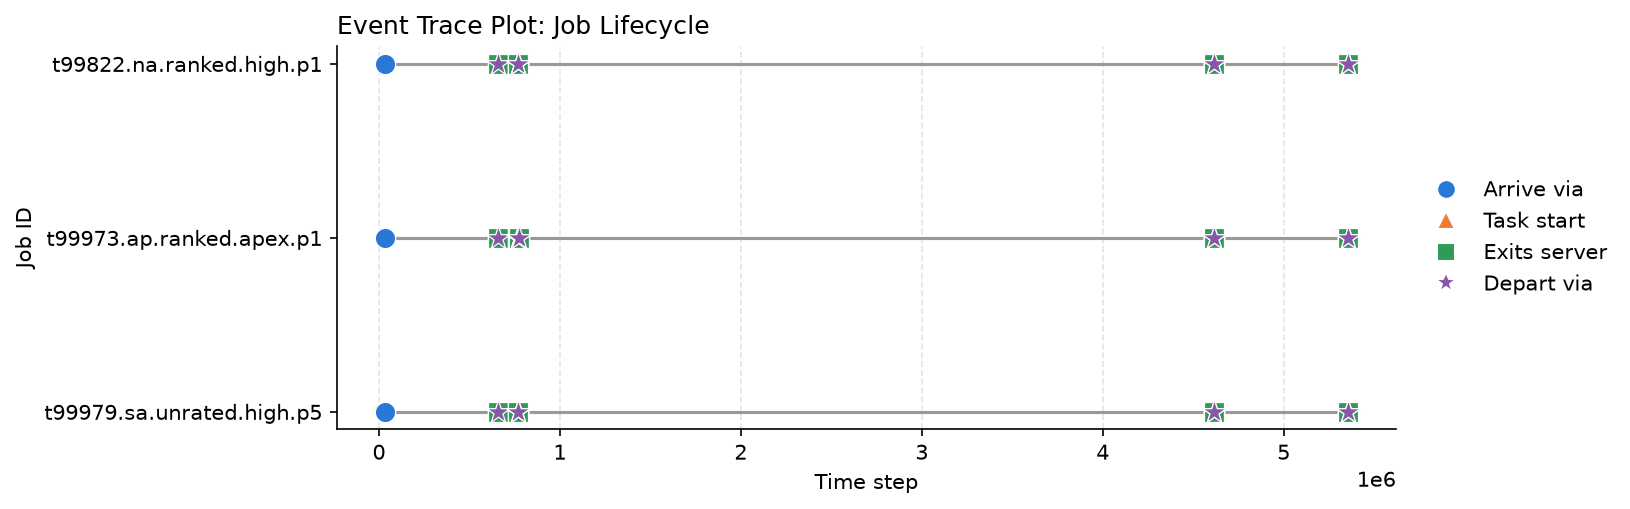 Event Trace Plot: Job Lifecycle
t99822.na.ranked.high.p1
t99973.ap.ranked.apex.p1
t99979.sa.unrated.high.p5
Job ID
0 1 2 3 4 5
1e6
Time step
Arrive via
Task start
Exits server
Depart via